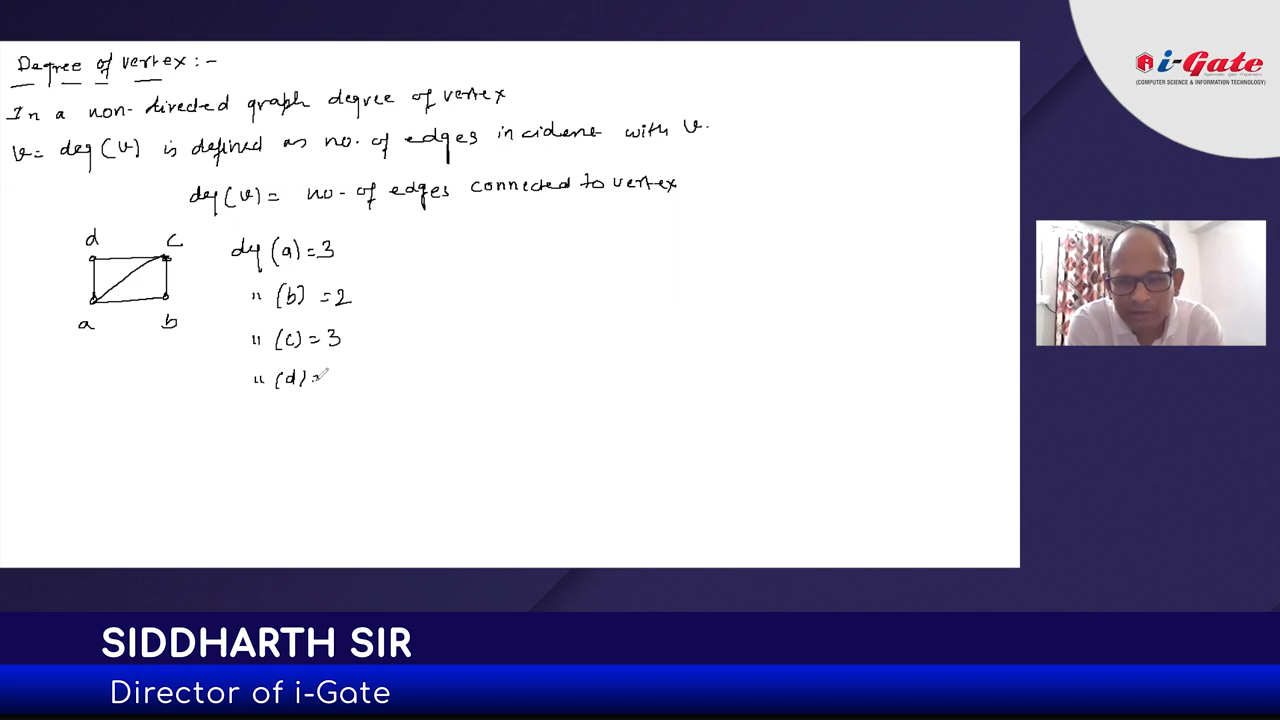 Degree of vertex :-
In a non-directed graph degree of vertex
v = deg(v) is defined as no. of edges incident with v.
deg(v) = no- of edges connected to vertex
d c
a b
deg (a) = 3
" (b) = 2
" (c) = 3
" (d) =
i-Gate
(COMPUTER SCIENCE & INFORMATION TECHNOLOGY)
SIDDHARTH SIR
Director of i-Gate